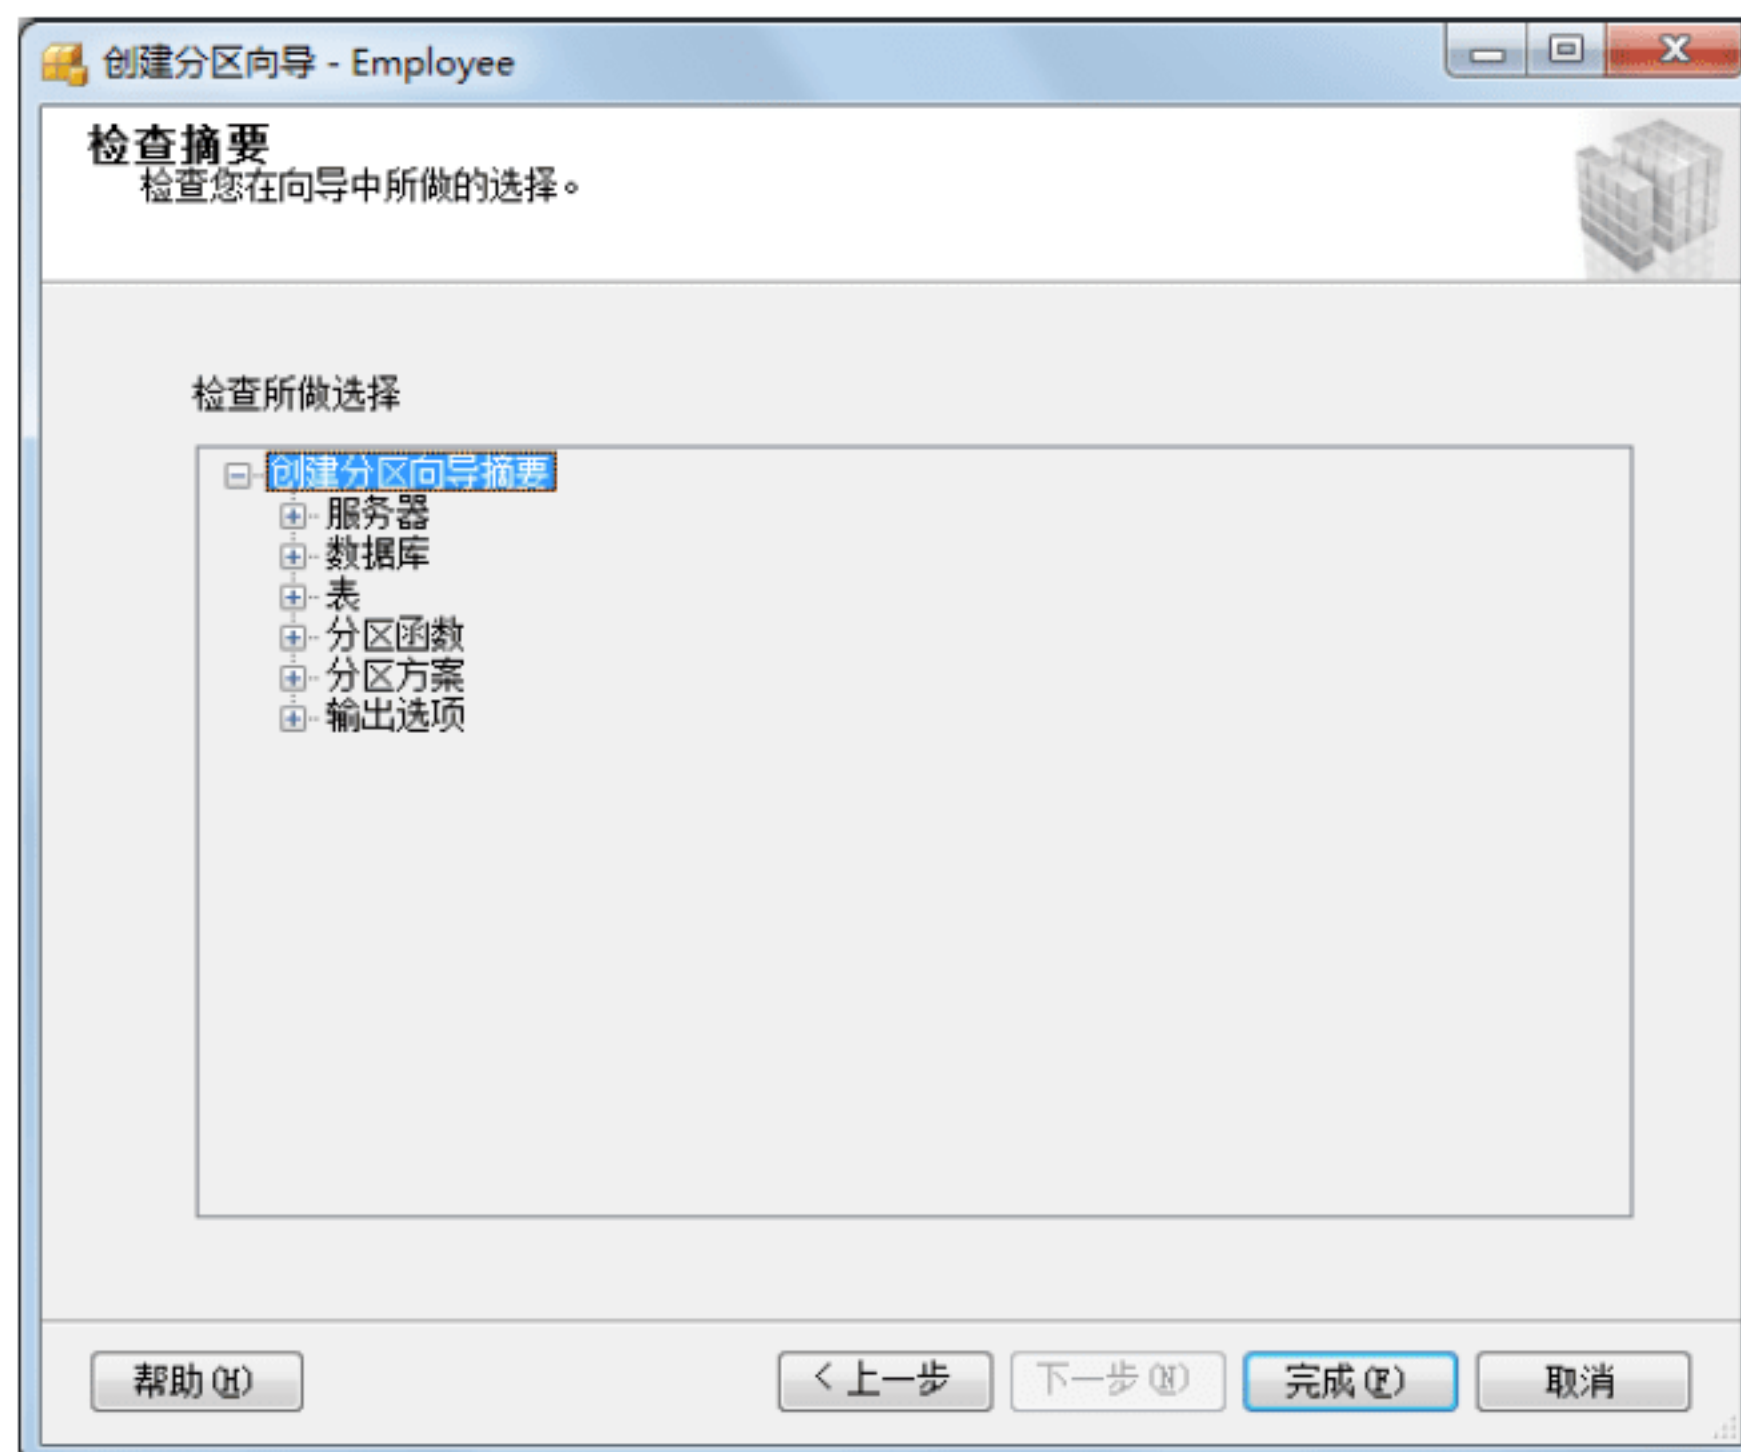 创建分区向导 - Employee
检查摘要
检查您在向导中所做的选择。
检查所做选择
创建分区向导摘要
服务器
数据库
表
分区函数
分区方案
输出选项
帮助(H)
< 上一步
下一步(N)
完成(F)
取消